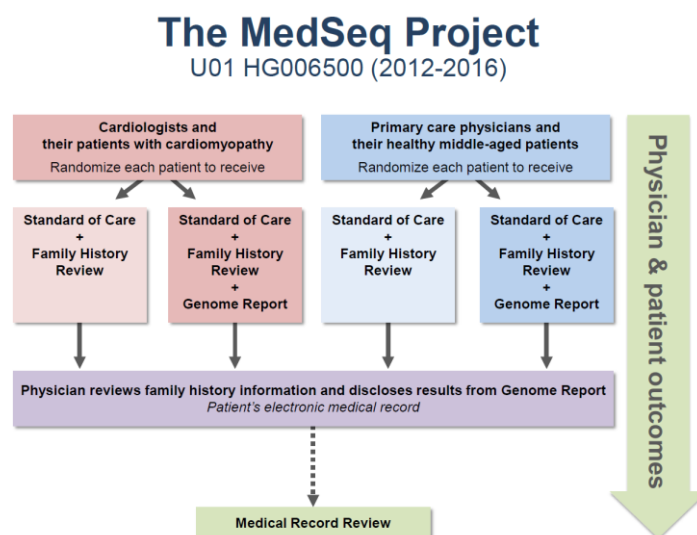 The MedSeq Project
U01 HG006500 (2012-2016)
Cardiologists and
their patients with cardiomyopathy
Randomize each patient to receive
Primary care physicians and
their healthy middle-aged patients
Randomize each patient to receive
Standard of Care
+
Family History
Review
Standard of Care
+
Family History
Review
+
Genome Report
Standard of Care
+
Family History
Review
Standard of Care
+
Family History
Review
+
Genome Report
Physician reviews family history information and discloses results from Genome Report
Patient's electronic medical record
Medical Record Review
Physician & patient outcomes